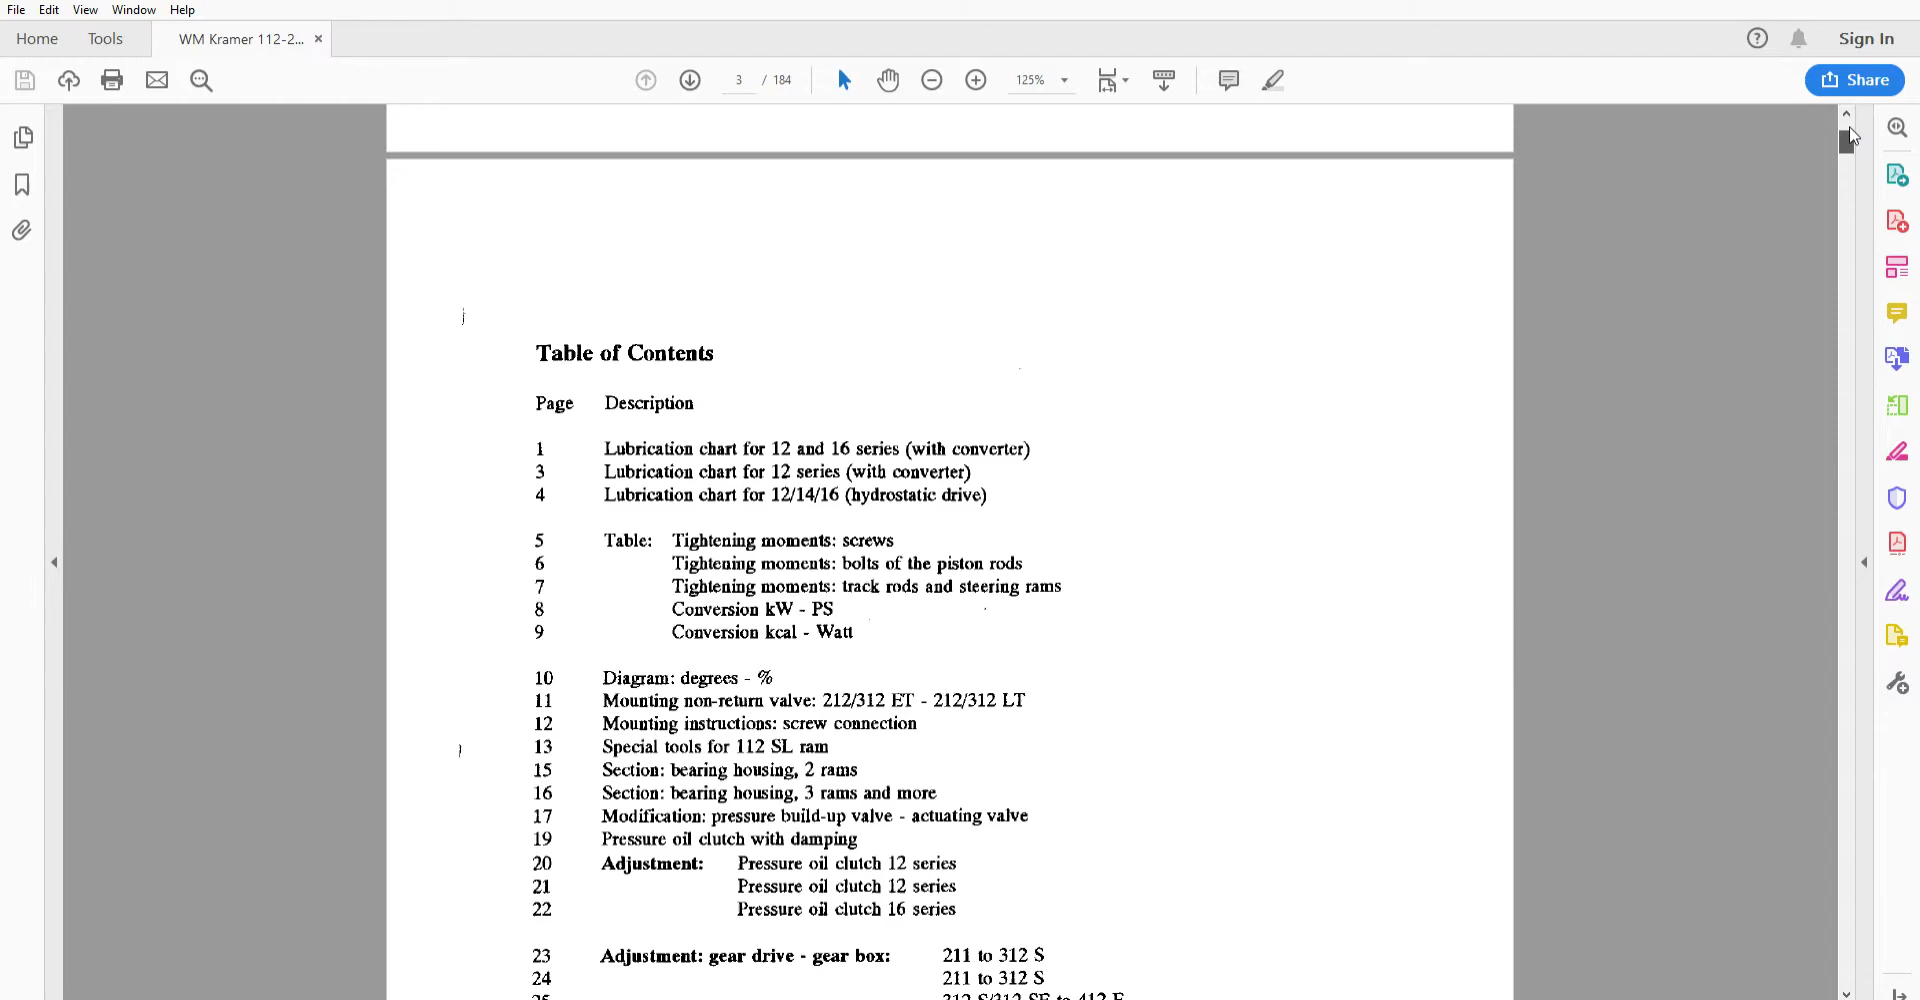 File Edit View Window Help
Home Tools WM Kramer 112-2... × Sign In
3 / 184 125% Share
Table of Contents
Page Description
1 Lubrication chart for 12 and 16 series (with converter)
3 Lubrication chart for 12 series (with converter)
4 Lubrication chart for 12/14/16 (hydrostatic drive)
5 Table: Tightening moments: screws
6 Tightening moments: bolts of the piston rods
7 Tightening moments: track rods and steering rams
8 Conversion kW - PS
9 Conversion kcal - Watt
10 Diagram: degrees - %
11 Mounting non-return valve: 212/312 ET - 212/312 LT
12 Mounting instructions: screw connection
13 Special tools for 112 SL ram
15 Section: bearing housing, 2 rams
16 Section: bearing housing, 3 rams and more
17 Modification: pressure build-up valve - actuating valve
19 Pressure oil clutch with damping
20 Adjustment: Pressure oil clutch 12 series
21 Pressure oil clutch 12 series
22 Pressure oil clutch 16 series
23 Adjustment: gear drive - gear box: 211 to 312 S
24 211 to 312 S